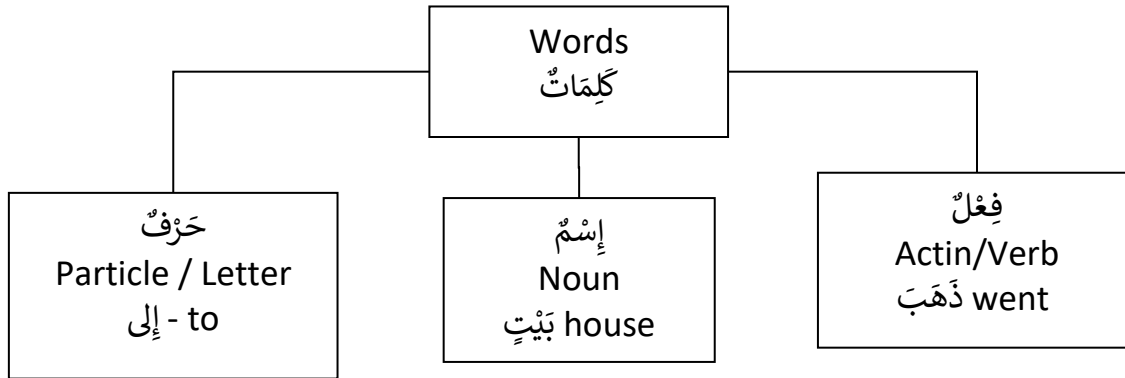 Words
كَلِمَاتٌ
حَرْفٌ
Particle / Letter
إِلى - to
إِسْمٌ
Noun
بَيْتٍ house
فِعْلٌ
Actin/Verb
ذَهَبَ went